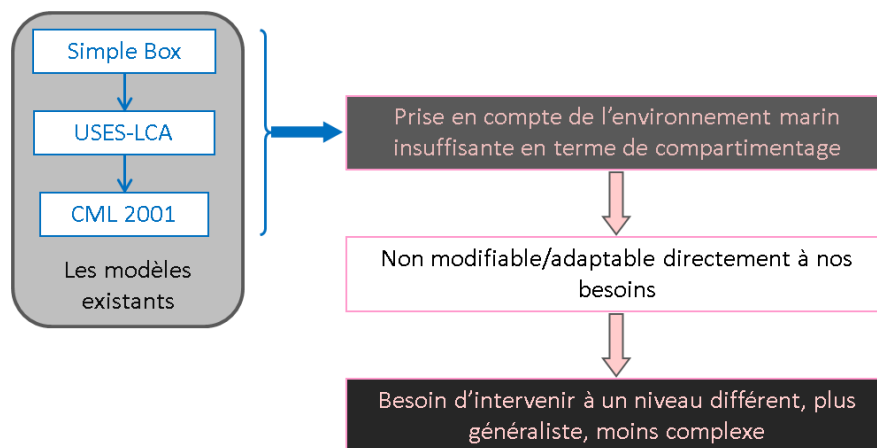 Simple Box
USES-LCA
CML 2001
Les modèles
existants
Prise en compte de l'environnement marin
insuffisante en terme de compartimentage
Non modifiable/adaptable directement à nos
besoins
Besoin d'intervenir à un niveau différent, plus
généraliste, moins complexe